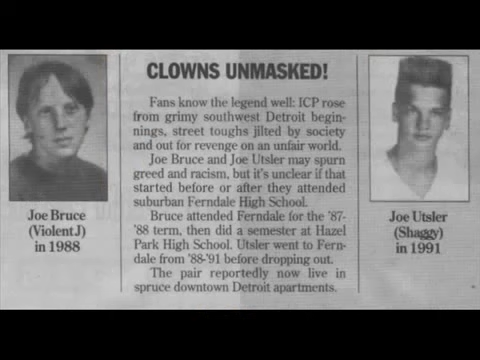 CLOWNS UNMASKED!
Fans know the legend well: ICP rose
from grimy southwest Detroit begin-
nings, street toughs jilted by society
and out for revenge on an unfair world.
Joe Bruce and Joe Utsler may spurn
greed and racism, but it's unclear if that
started before or after they attended
suburban Ferndale High School.
Bruce attended Ferndale for the '87-
'88 term, then did a semester at Hazel
Park High School. Utsler went to Fern-
dale from '88-'91 before dropping out.
The pair reportedly now live in
spruce downtown Detroit apartments.
Joe Bruce
(Violent J)
in 1988
Joe Utsler
(Shaggy)
in 1991